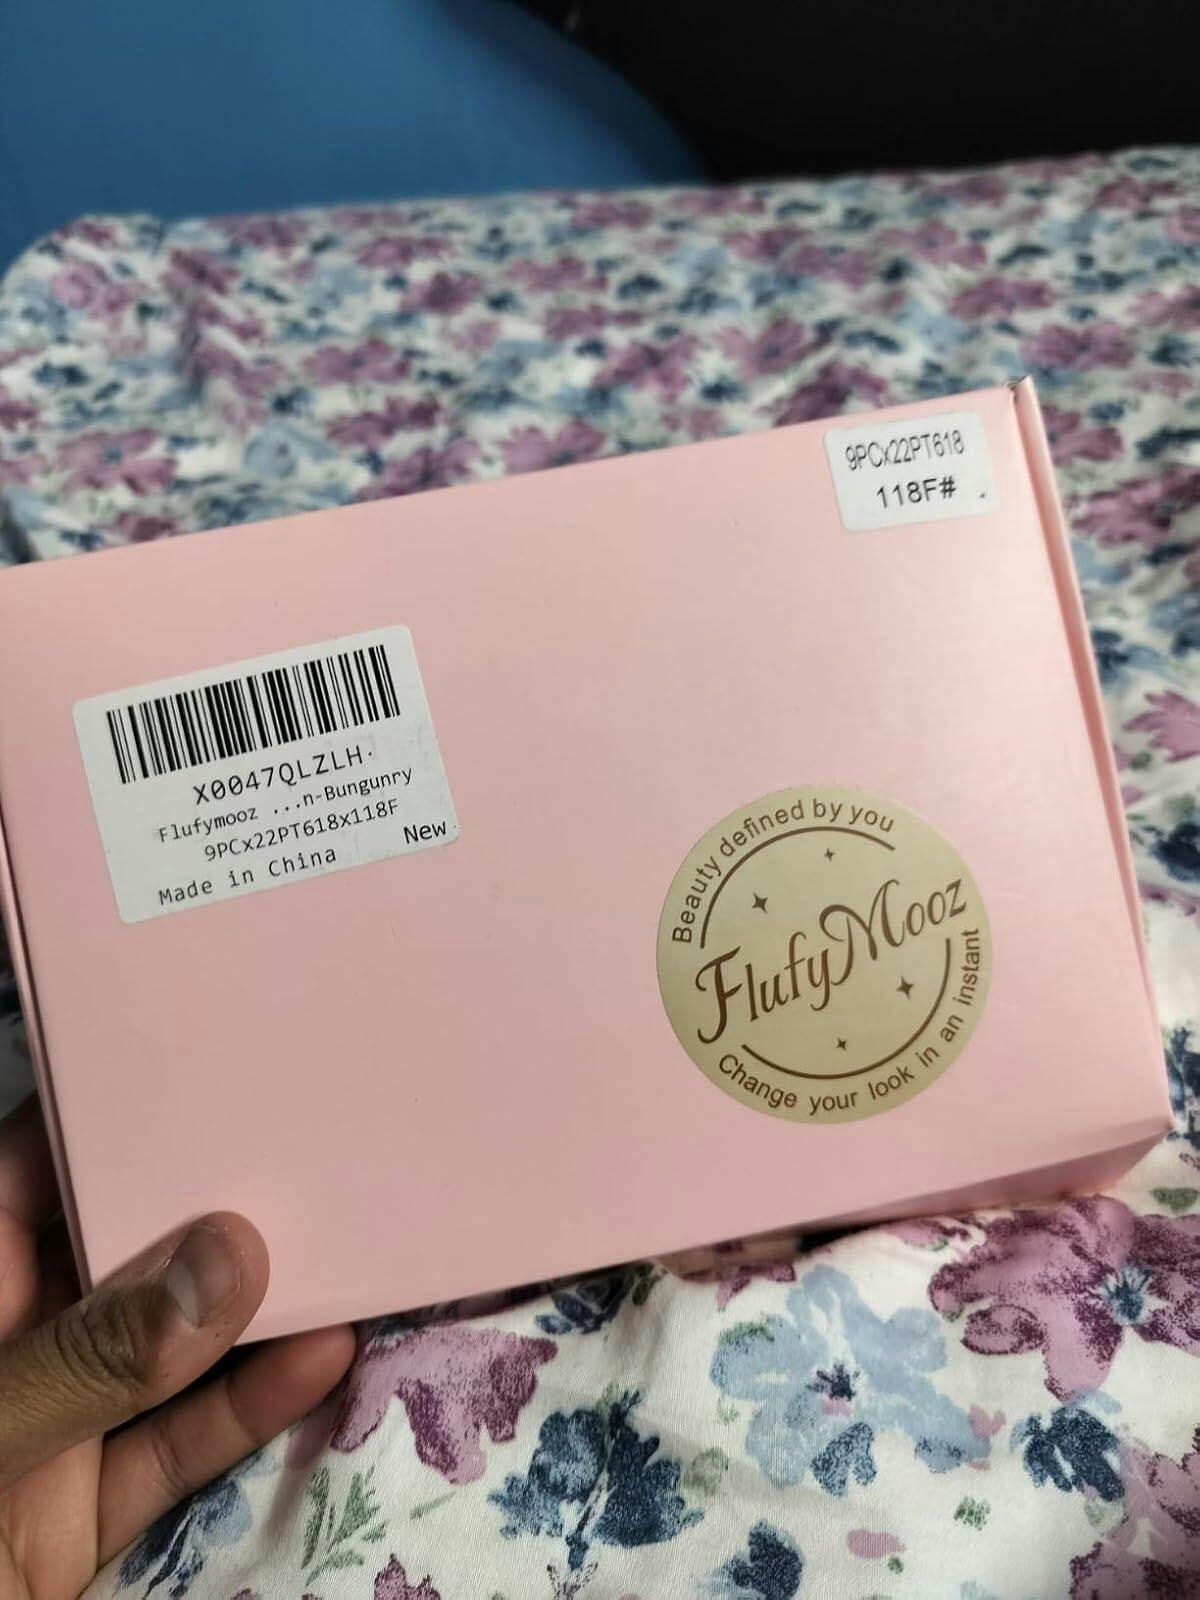 9PCx22PT618
118F#
X0047QLZLH
Flufymooz ...n-Bungunry
9PCx22PT618x118F
New
Made in China
Beauty defined by you
FlufyMooz
Change your look in an instant